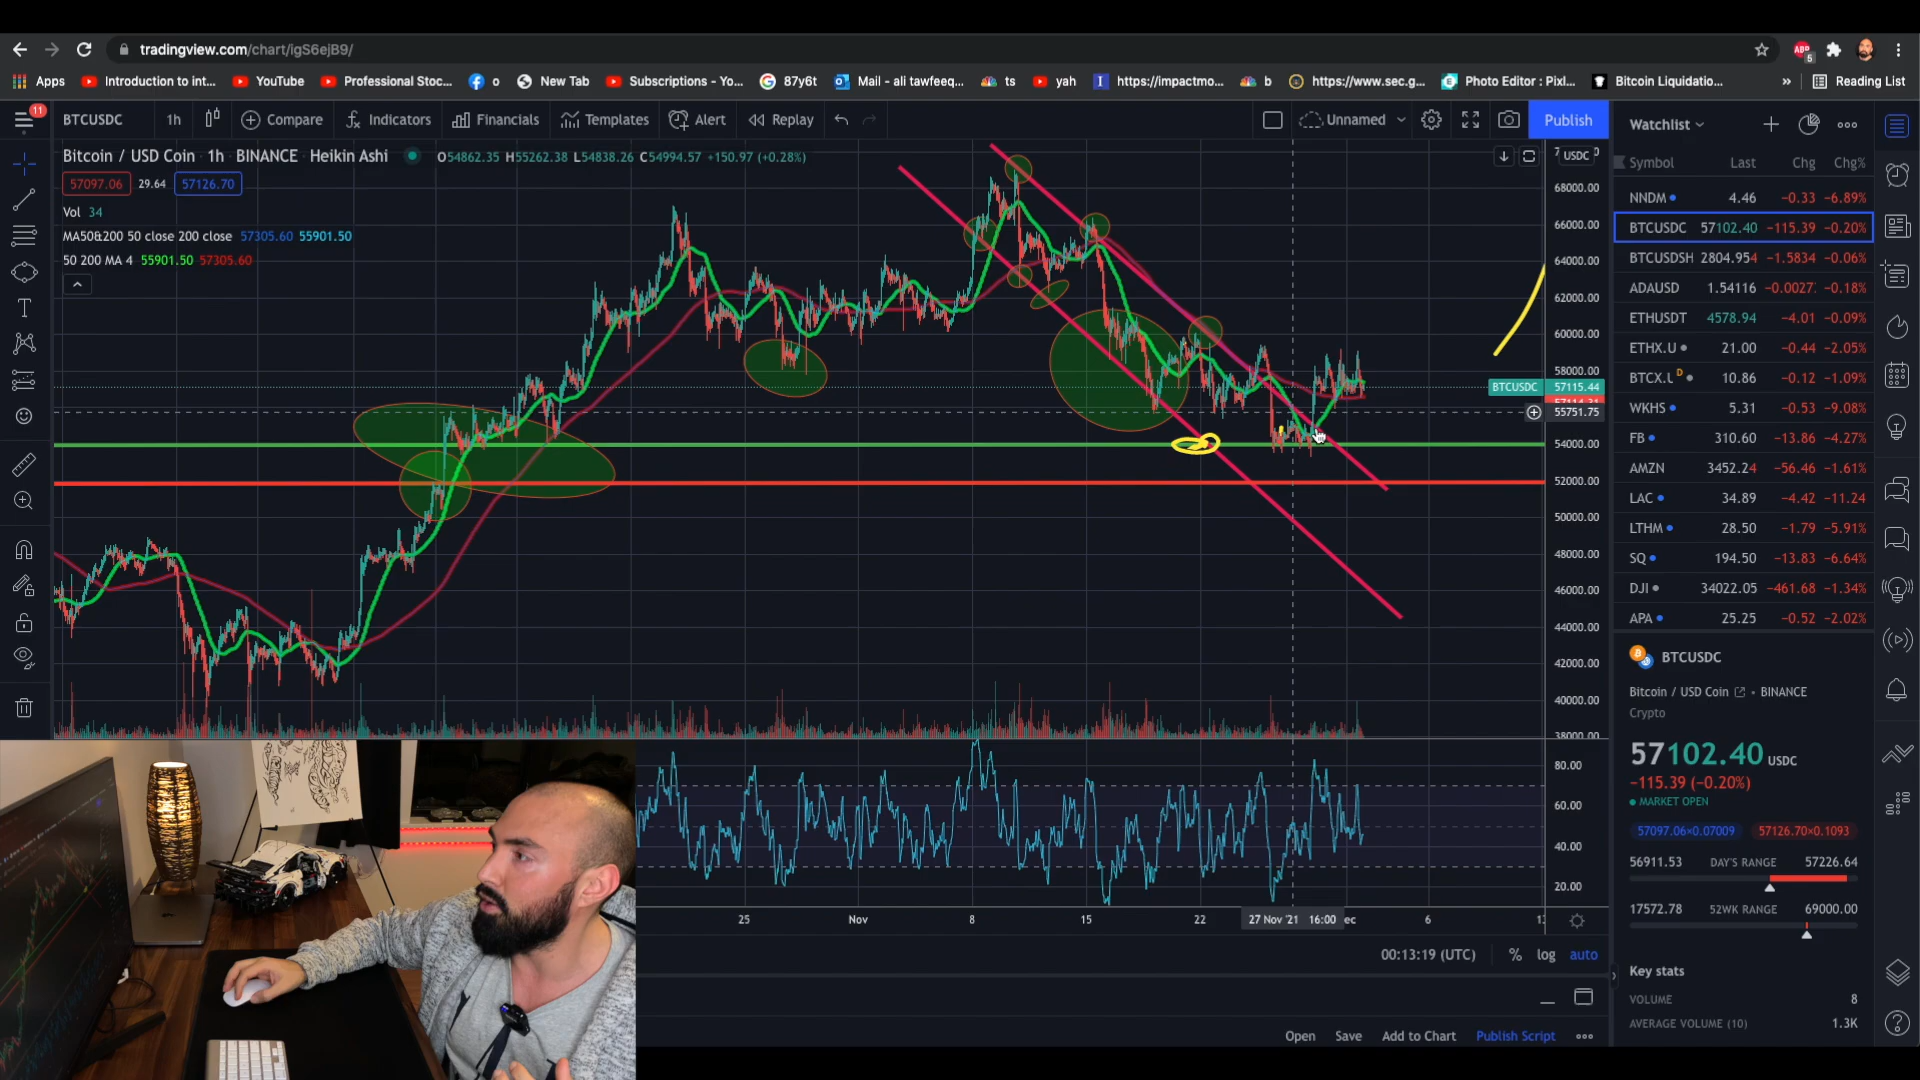 tradingview.com/chart/igS6ejB9/
Apps Introduction to int... YouTube Professional Stoc... o New Tab Subscriptions - Yo... 87y6t Mail - ali tawfeeq... ts yah https://impactmo... b https://www.sec.g... Photo Editor : Pixl... Bitcoin Liquidatio... » Reading List
11 BTCUSDC 1h Compare Indicators Financials Templates Alert Replay Unnamed Publish
Watchlist
Bitcoin / USD Coin · 1h · BINANCE · Heikin Ashi O54862.35 H55262.38 L54838.26 C54994.57 +150.97 (+0.28%)
USDC
57097.06 29.64 57126.70
Vol 34
MA50&200 50 close 200 close 57305.60 55901.50
50 200 MA 4 55901.50 57305.60
68000.00
66000.00
64000.00
62000.00
60000.00
58000.00
BTCUSDC 57115.44
55751.75
54000.00
52000.00
50000.00
48000.00
46000.00
44000.00
42000.00
40000.00
38000.00
80.00
60.00
40.00
20.00
25 Nov 8 15 22 27 Nov '21 16:00 ec 6
00:13:19 (UTC) % log auto
Open Save Add to Chart Publish Script
Symbol Last Chg Chg%
NNDM 4.46 −0.33 −6.89%
BTCUSDC 57102.40 −115.39 −0.20%
BTCUSDSH 2804.954 −1.5834 −0.06%
ADAUSD 1.54116 −0.0027 −0.18%
ETHUSDT 4578.94 −4.01 −0.09%
ETHX.U 21.00 −0.44 −2.05%
BTCX.U D 10.86 −0.12 −1.09%
WKHS 5.31 −0.53 −9.08%
FB 310.60 −13.86 −4.27%
AMZN 3452.24 −56.46 −1.61%
LAC 34.89 −4.42 −11.24
LTHM 28.50 −1.79 −5.91%
SQ 194.50 −13.83 −6.64%
DJI 34022.05 −461.68 −1.34%
APA 25.25 −0.52 −2.02%
BTCUSDC
Bitcoin / USD Coin • BINANCE
Crypto
57102.40 USDC
−115.39 (−0.20%)
MARKET OPEN
57097.06×0.07009 57126.70×0.1093
56911.53 DAY'S RANGE 57226.64
17572.78 52WK RANGE 69000.00
Key stats
VOLUME 8
AVERAGE VOLUME (10) 1.3K